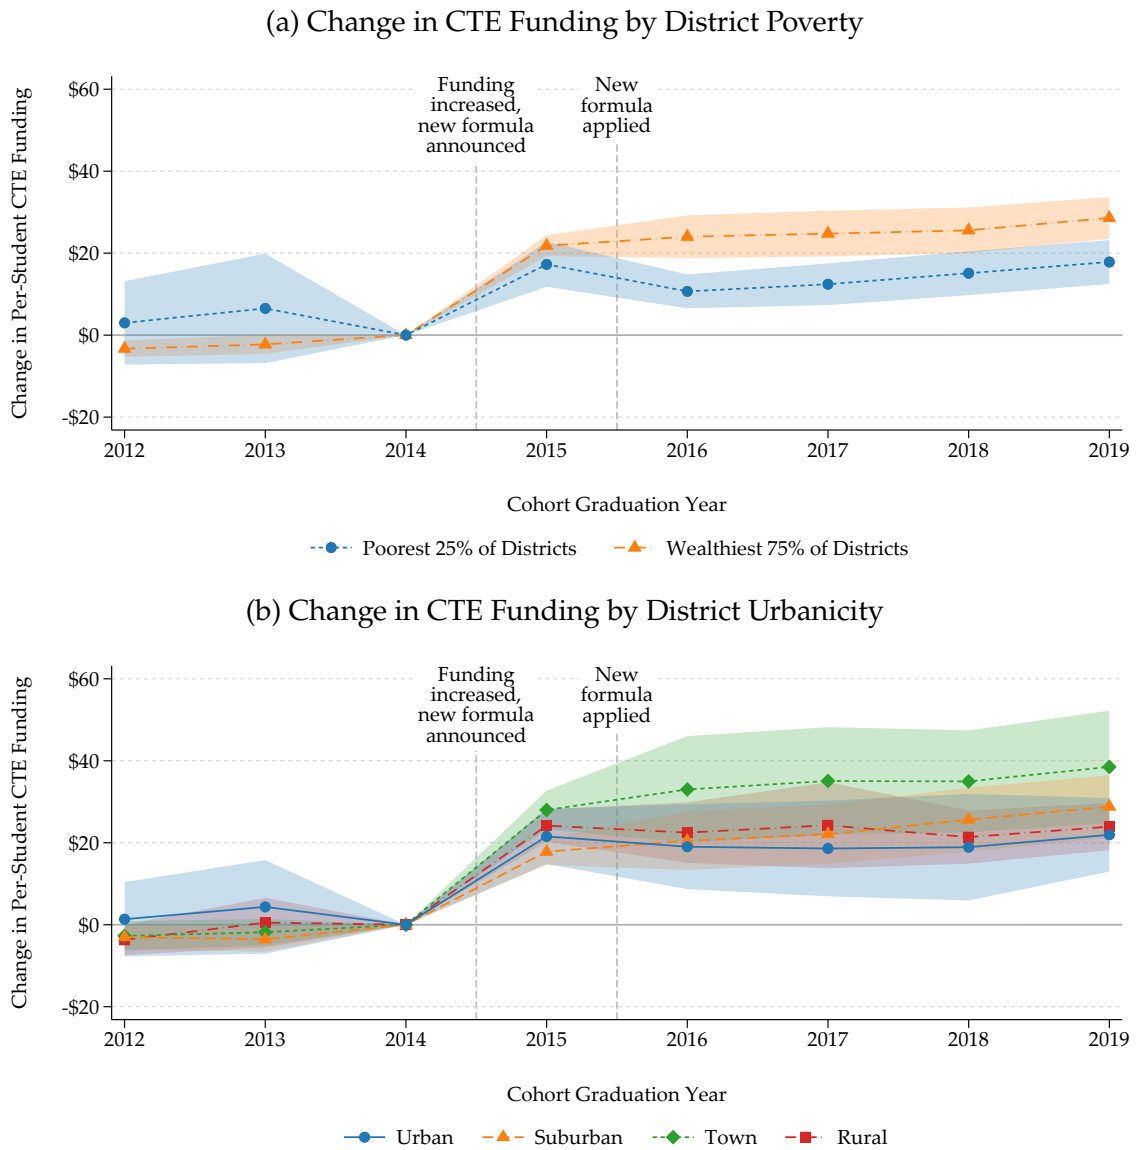 (a) Change in CTE Funding by District Poverty
Change in Per-Student CTE Funding
$60
$40
$20
$0
-$20
Funding
increased,
new formula
announced
New
formula
applied
2012 2013 2014 2015 2016 2017 2018 2019
Cohort Graduation Year
Poorest 25% of Districts Wealthiest 75% of Districts
(b) Change in CTE Funding by District Urbanicity
Change in Per-Student CTE Funding
$60
$40
$20
$0
-$20
Funding
increased,
new formula
announced
New
formula
applied
2012 2013 2014 2015 2016 2017 2018 2019
Cohort Graduation Year
Urban Suburban Town Rural